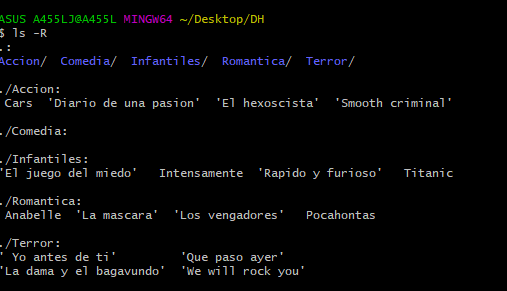 ASUS A455LJ@A455L MINGW64 ~/Desktop/DH
$ ls -R
.:
Accion/  Comedia/  Infantiles/  Romantica/  Terror/

./Accion:
 Cars  'Diario de una pasion'  'El hexoscista'  'Smooth criminal'

./Comedia:

./Infantiles:
'El juego del miedo'   Intensamente  'Rapido y furioso'   Titanic

./Romantica:
 Anabelle  'La mascara'  'Los vengadores'   Pocahontas

./Terror:
' Yo antes de ti'         'Que paso ayer'
'La dama y el bagavundo'  'We will rock you'